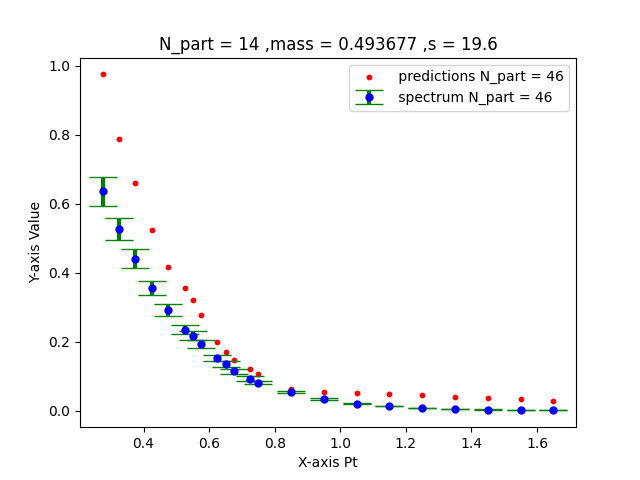 N_part = 14 ,mass = 0.493677 ,s = 19.6
predictions N_part = 46
spectrum N_part = 46
Y-axis Value
1.0
0.8
0.6
0.4
0.2
0.0
0.4 0.6 0.8 1.0 1.2 1.4 1.6
X-axis Pt